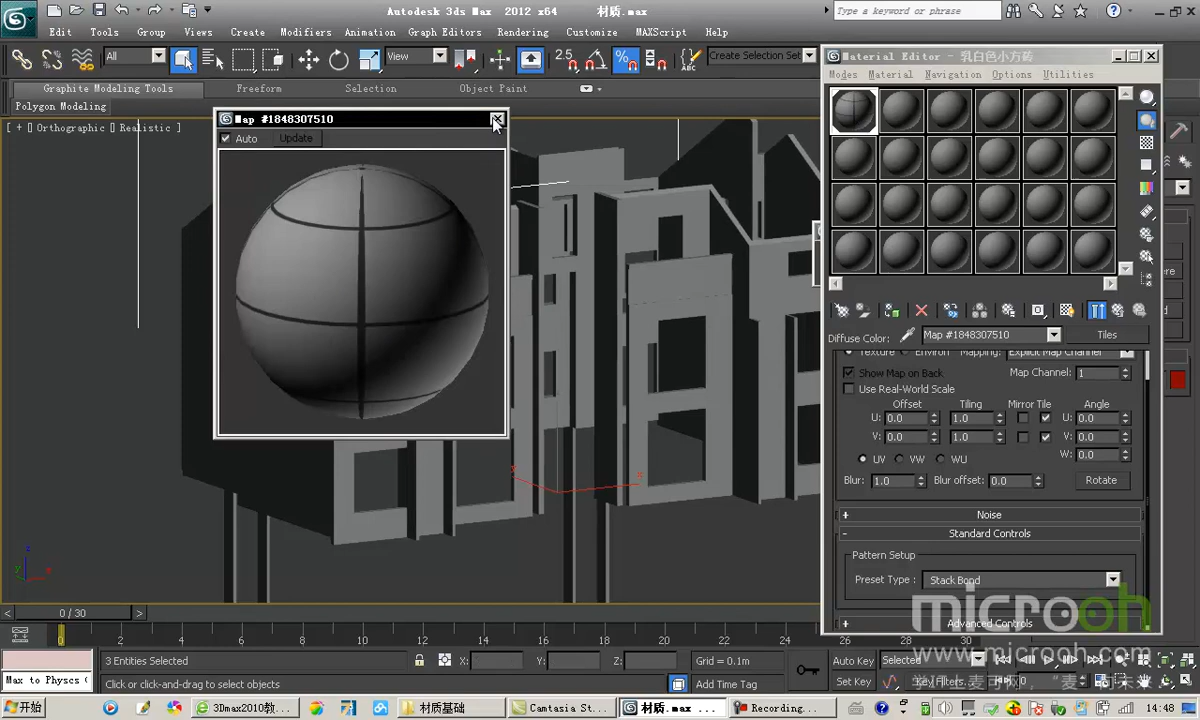 Autodesk 3ds Max  2012 x64    材质.max
Type a keyword or phrase
Edit Tools Group Views Create Modifiers Animation Graph Editors Rendering Customize MAXScript Help
All
View
2.5
Create Selection Set
Graphite Modeling Tools Freeform Selection Object Paint
Polygon Modeling
[ + ] [ Orthographic ] [ Realistic ]
Map #1848307510
Auto Update
Material Editor - 乳白色小方砖
Modes Material Navigation Options Utilities
Diffuse Color: Map #1848307510 Tiles
Texture Environ Mapping: Explicit Map Channel
Show Map on Back Map Channel: 1
Use Real-World Scale
Offset Tiling Mirror Tile Angle
U: 0.0 1.0 U: 0.0
V: 0.0 1.0 V: 0.0
W: 0.0
UV VW WU
Blur: 1.0 Blur offset: 0.0 Rotate
+ Noise
- Standard Controls
Pattern Setup
Preset Type : Stack Bond
+ Advanced Controls
microoh
www.microoh.com
< 0 / 30 >
0 2 4 6 8 10 12 14 16 18 20 22 24 26 28 30
3 Entities Selected X: Y: Z: Grid = 0.1m Auto Key Selected
Max to Physcs ( Click or click-and-drag to select objects Add Time Tag Set Key Key Filters... 0
开始 3Dmax2010教... 材质基础 Camtasia St... 材质.max ... Recording... 14:48